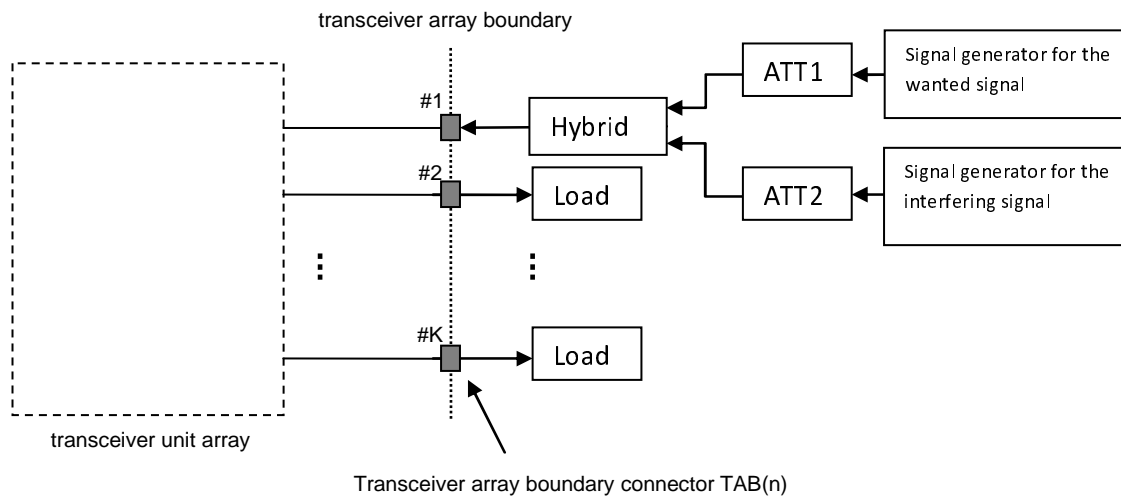 transceiver array boundary
Signal generator for the
wanted signal
ATT1
#1
Hybrid
#2
Load
ATT2
Signal generator for the
interfering signal
#K
Load
transceiver unit array
Transceiver array boundary connector TAB(n)